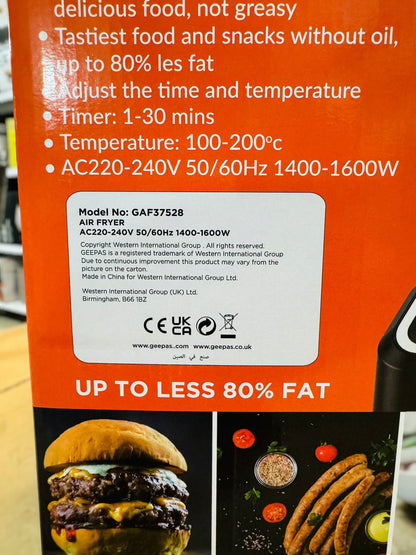 delicious food, not greasy
• Tastiest food and snacks without oil,
up to 80% les fat
• Adjust the time and temperature
• Timer: 1-30 mins
• Temperature: 100-200°c
• AC220-240V 50/60Hz 1400-1600W
Model No: GAF37528
AIR FRYER
AC220-240V 50/60Hz 1400-1600W
Copyright Western International Group . All rights reserved.
GEEPAS is a registered trademark of Western International Group
Due to continuous improvement this product may vary from the
picture on the carton.
Made in China for Western International Group Ltd.
Western International Group (UK) Ltd.
Birmingham, B66 1BZ
CE UK
CA
www.geepas.com www.geepas.co.uk
صنع في الصين
UP TO LESS 80% FAT